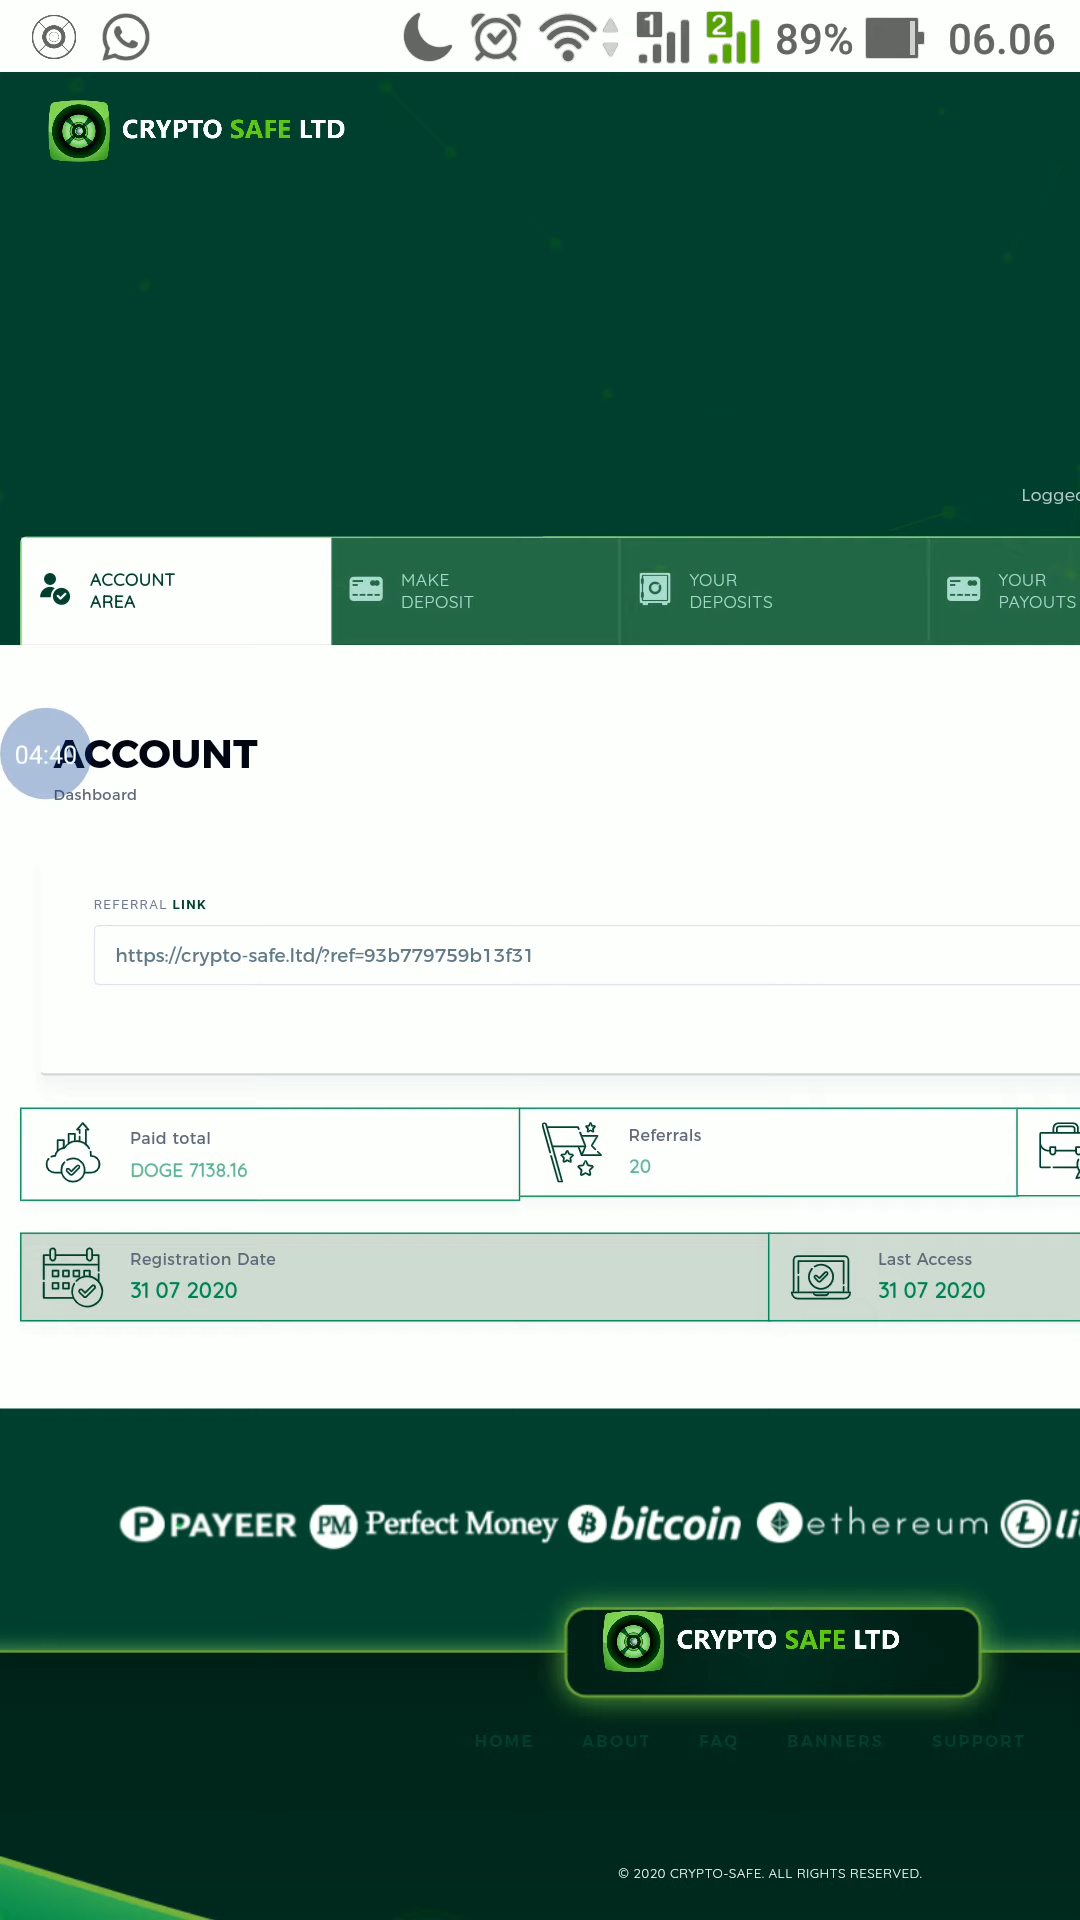 1 2 89% 06.06
CRYPTO SAFE LTD
Logged
ACCOUNT AREA
MAKE DEPOSIT
YOUR DEPOSITS
YOUR PAYOUTS
04:40
ACCOUNT
Dashboard
REFERRAL LINK
https://crypto-safe.ltd/?ref=93b779759b13f31
Paid total
DOGE 7138.16
Referrals
20
Registration Date
31 07 2020
Last Access
31 07 2020
PAYEER PM Perfect Money bitcoin ethereum
CRYPTO SAFE LTD
HOME ABOUT FAQ BANNERS SUPPORT
© 2020 CRYPTO-SAFE. ALL RIGHTS RESERVED.